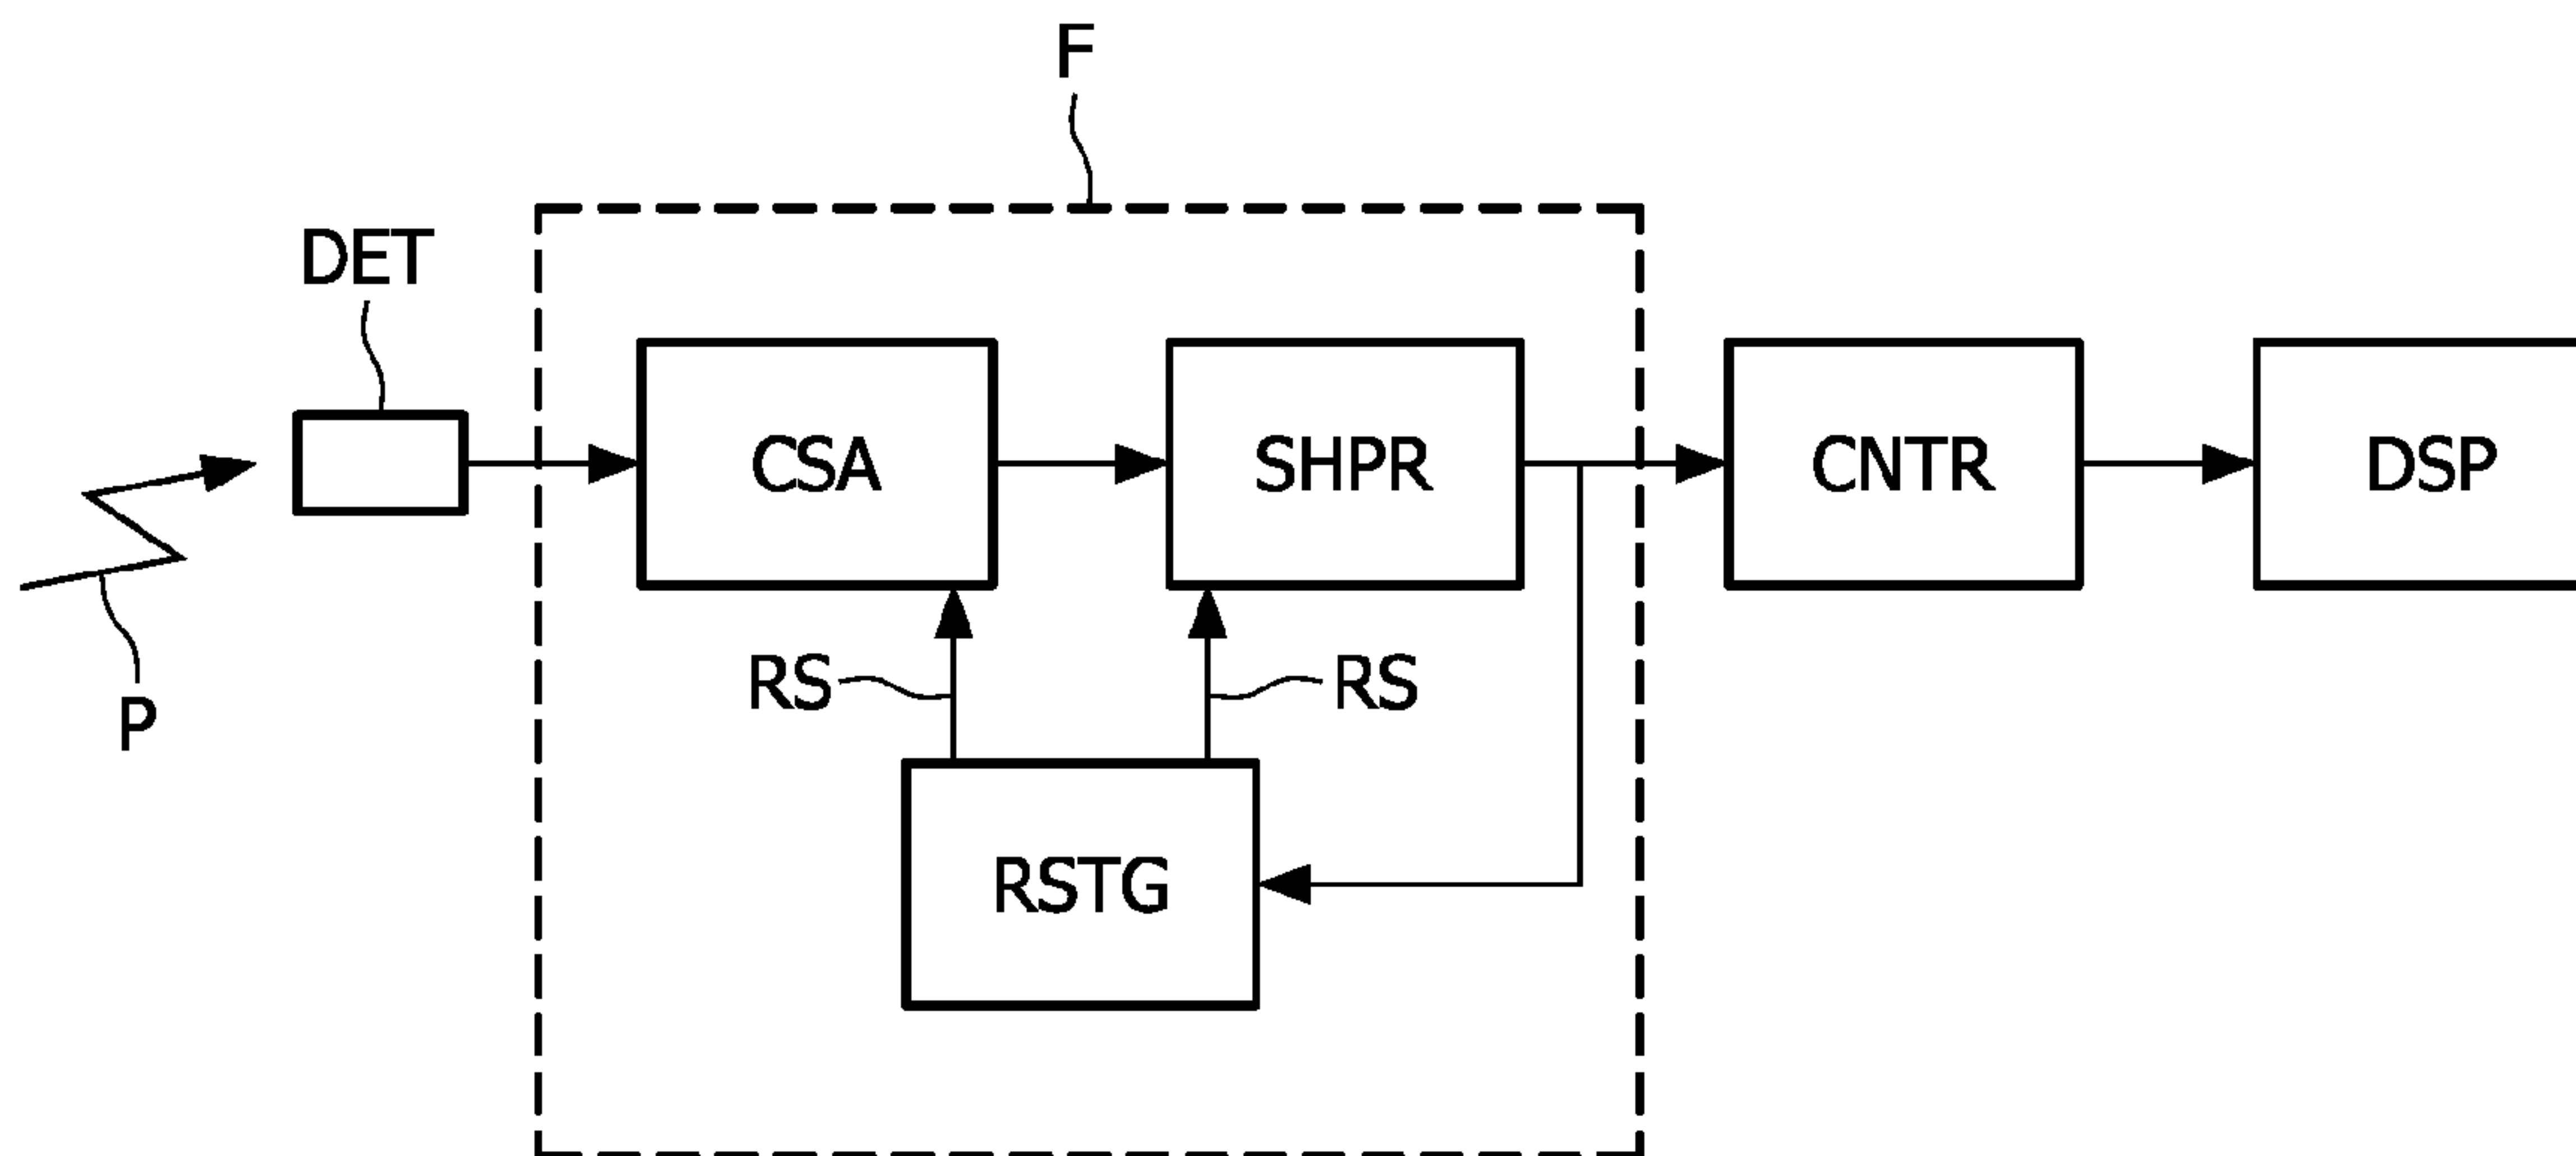 F
DET
CSA
SHPR
CNTR
DSP
RS
RS
P
RSTG